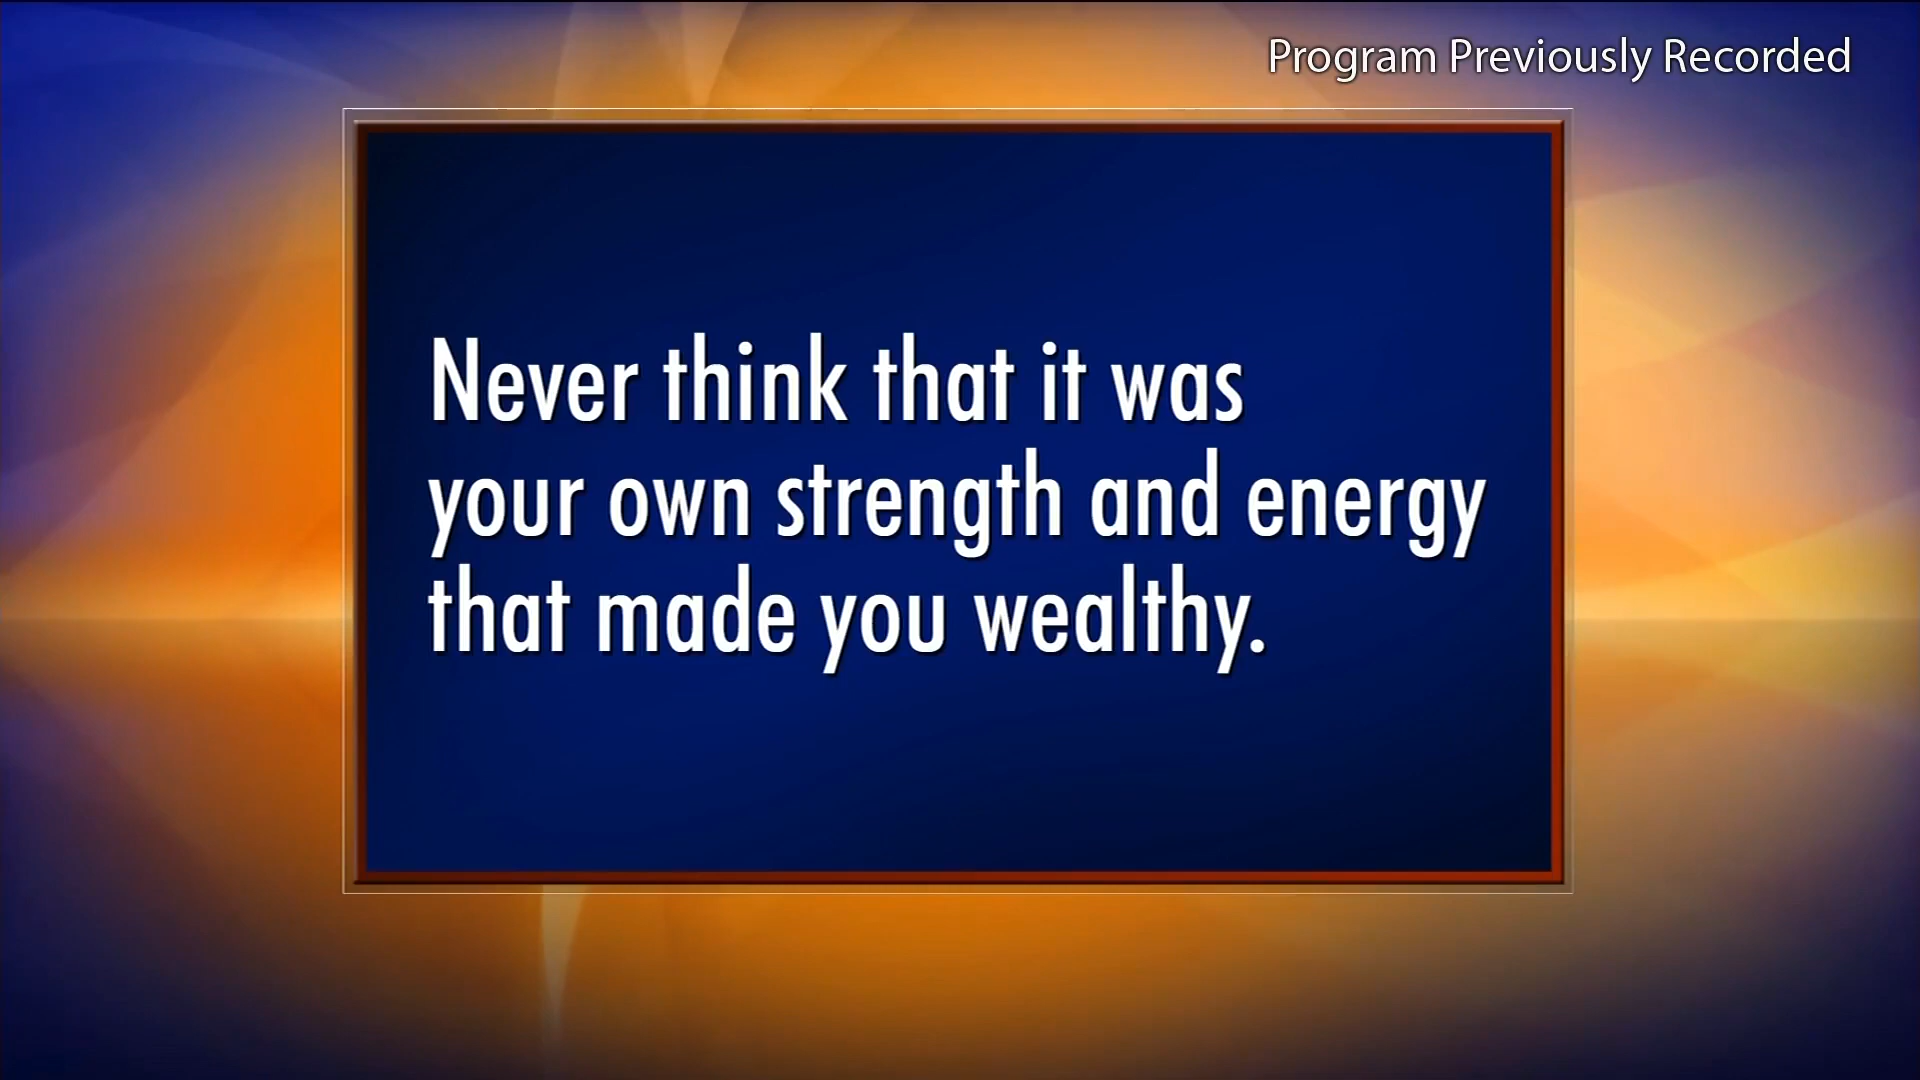 Program Previously Recorded
Never think that it was
your own strength and energy
that made you wealthy.